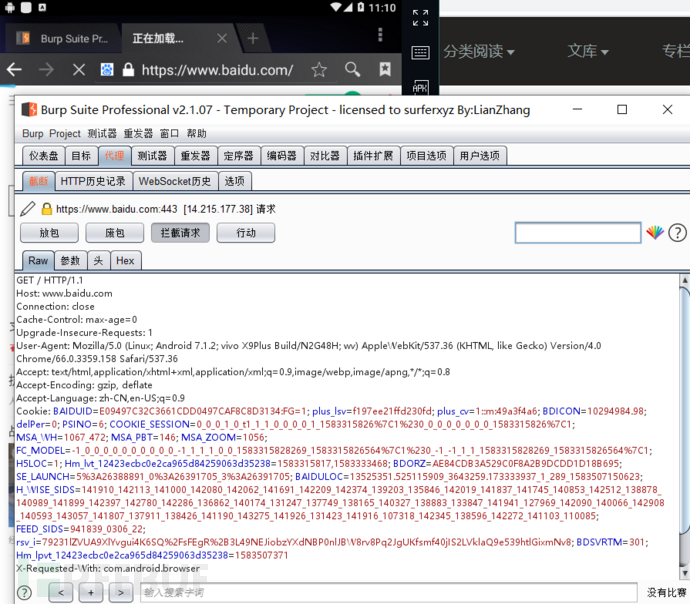 11:10
Burp Suite Pr...
正在加载...
https://www.baidu.com/
分类阅读
文库
专栏
Burp Suite Professional v2.1.07 - Temporary Project - licensed to surferxyz By:LianZhang
Burp Project 测试器 重发器 窗口 帮助
仪表盘 目标 代理 测试器 重发器 定序器 编码器 对比器 插件扩展 项目选项 用户选项
截断 HTTP历史记录 WebSocket历史 选项
https://www.baidu.com:443 [14.215.177.38] 请求
放包 废包 拦截请求 行动
Raw 参数 头 Hex
GET / HTTP/1.1
Host: www.baidu.com
Connection: close
Cache-Control: max-age=0
Upgrade-Insecure-Requests: 1
User-Agent: Mozilla/5.0 (Linux; Android 7.1.2; vivo X9Plus Build/N2G48H; wv) AppleWebKit/537.36 (KHTML, like Gecko) Version/4.0
Chrome/66.0.3359.158 Safari/537.36
Accept: text/html,application/xhtml+xml,application/xml;q=0.9,image/webp,image/apng,*/*;q=0.8
Accept-Encoding: gzip, deflate
Accept-Language: zh-CN,en-US;q=0.9
Cookie: BAIDUID=E09497C32C3661CDD0497CAF8C8D3134:FG=1; plus_lsv=f197ee21ffd230fd; plus_cv=1::m:49a3f4a6; BDICON=10294984.98;
delPer=0; PSINO=6; COOKIE_SESSION=0_0_0_1_0_t1_1_1_0_0_0_0_1_1583315826%7C1%230_0_0_0_0_0_0_0_1583315826%7C1;
MSA_WH=1067_472; MSA_PBT=146; MSA_ZOOM=1056;
FC_MODEL=-1_0_0_0_0_0_0_0_0_-1_1_1_1_0_0_1583315828269_1583315826564%7C1%230_-1_-1_1_1_1583315828269_1583315826564%7C1;
H5LOC=1; Hm_lvt_12423ecbc0e2ca965d84259063d35238=1583315817,1583333468; BDORZ=AE84CDB3A529C0F8A2B9DCDD1D18B695;
SE_LAUNCH=5%3A26388891_0%3A26391705_3%3A26391705; BAIDULOC=13525351.525115909_3643259.173333937_1_289_1583507150623;
H_WISE_SIDS=141910_142113_141000_142080_142062_141691_142209_142374_139203_135846_142019_141837_141745_140853_142512_138878_
140989_141899_142397_142780_142286_136862_140174_131247_137749_138165_140327_138883_133847_141941_127969_142090_140066_142908
_140593_143057_141807_137911_138426_141190_143275_141926_131423_141916_107318_142345_138596_142272_141103_110085;
FEED_SIDS=941839_0306_22;
Hm_lpvt_12423ecbc0e2ca965d84259063d35238=1583507371
X-Requested-With: com.android.browser
FREEBUF
< + > 输入搜索字词 没有比赛